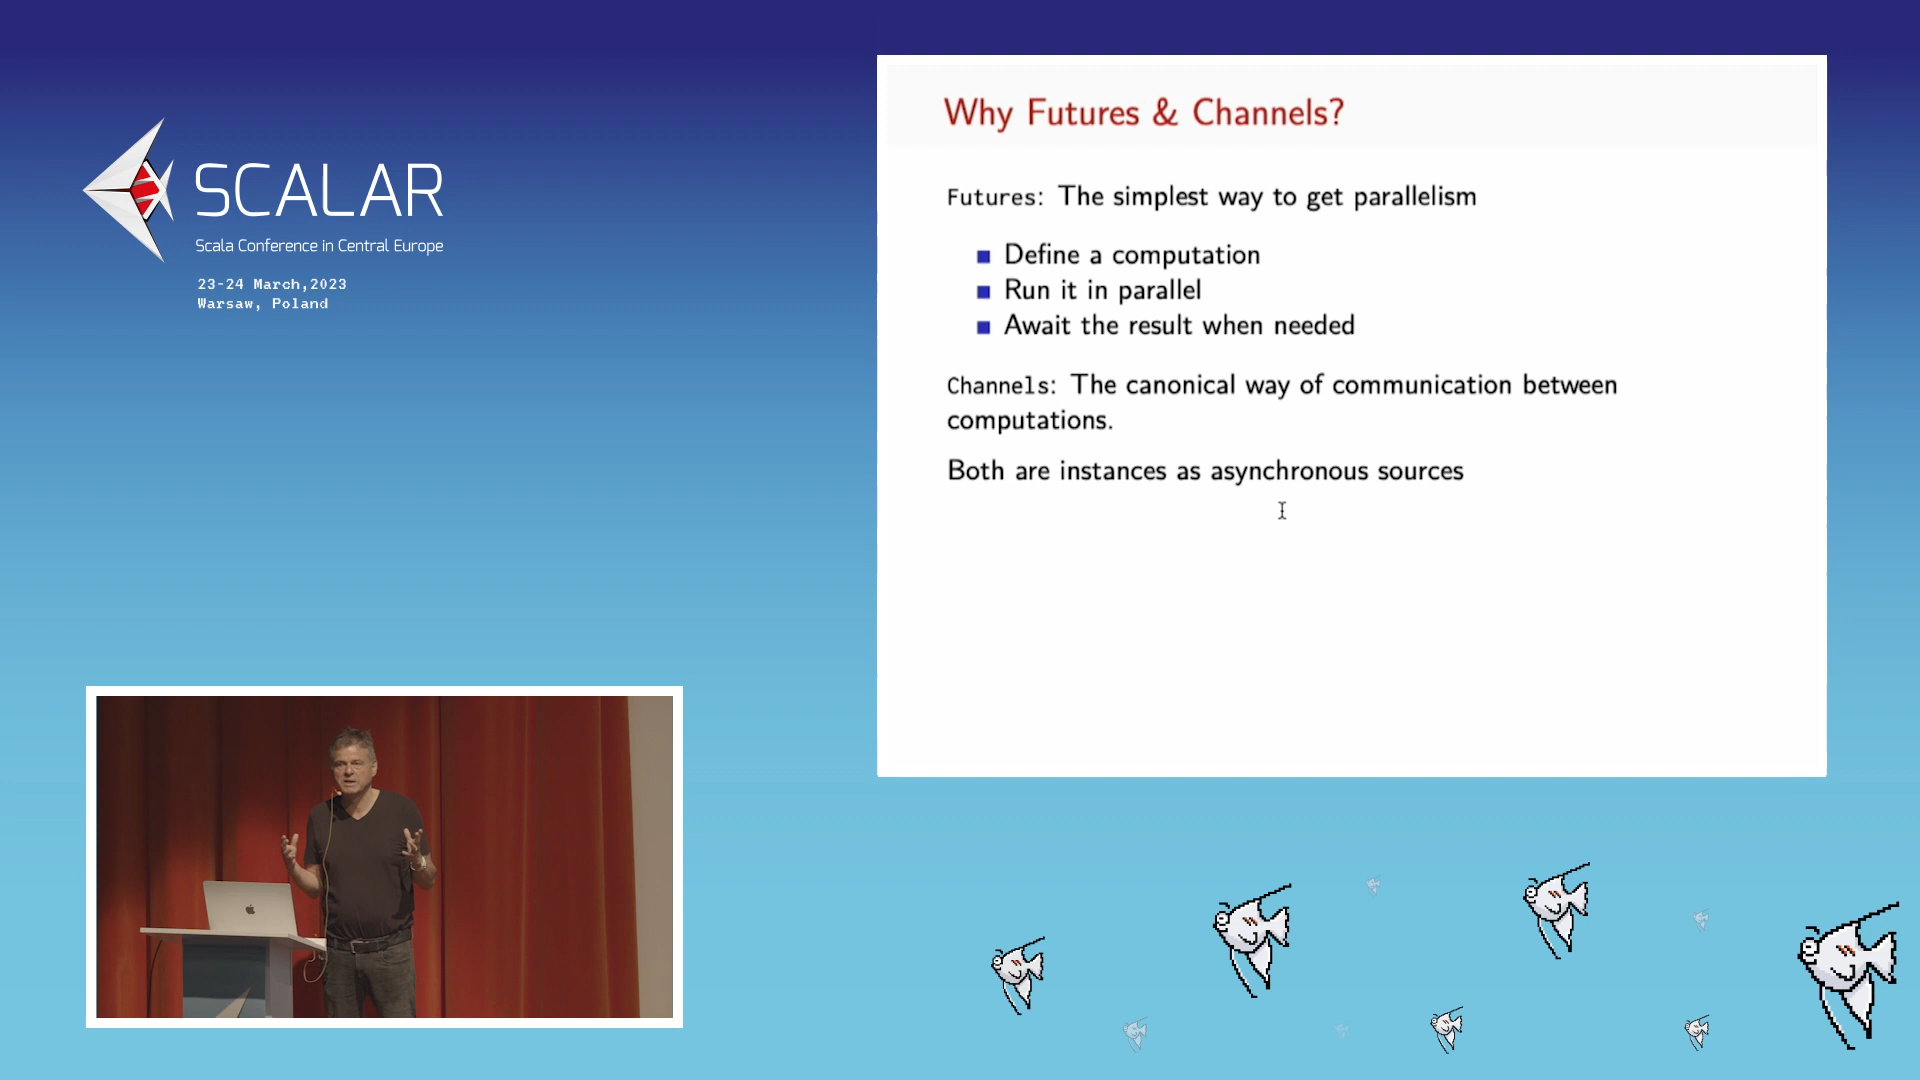 SCALAR
Scala Conference in Central Europe
23-24 March,2023
Warsaw, Poland
Why Futures & Channels?
Futures: The simplest way to get parallelism
Define a computation
Run it in parallel
Await the result when needed
Channels: The canonical way of communication between
computations.
Both are instances as asynchronous sources